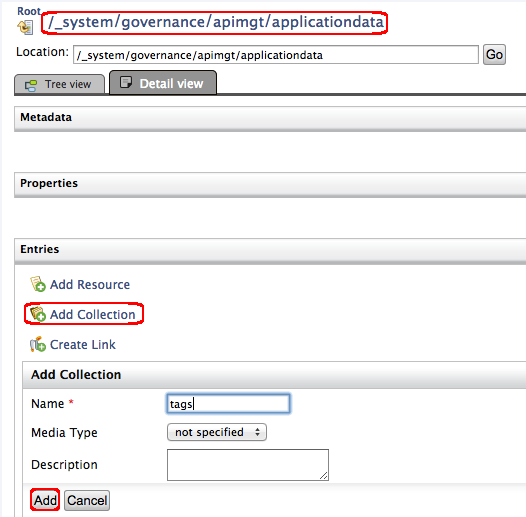 Root
/_system/governance/apimgt/applicationdata
Location: /_system/governance/apimgt/applicationdata Go
Tree view Detail view
Metadata
Properties
Entries
Add Resource
Add Collection
Create Link
Add Collection
Name * tags
Media Type not specified
Description
Add Cancel